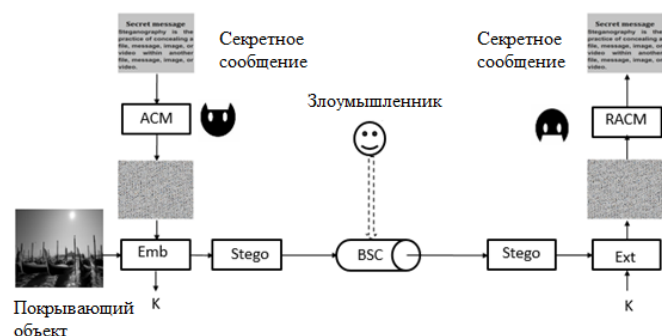 Secret message
Steganography is the
practice of concealing a
file, message, image, or
video within another
file, message, image, or
video.
Секретное
сообщение
Секретное
сообщение
Secret message
Steganography is the
practice of concealing a
file, message, image, or
video within another
file, message, image, or
video.
Злоумышленник
ACM
RACM
Emb
Stego
BSC
Stego
Ext
Покрывающий
объект
K
K